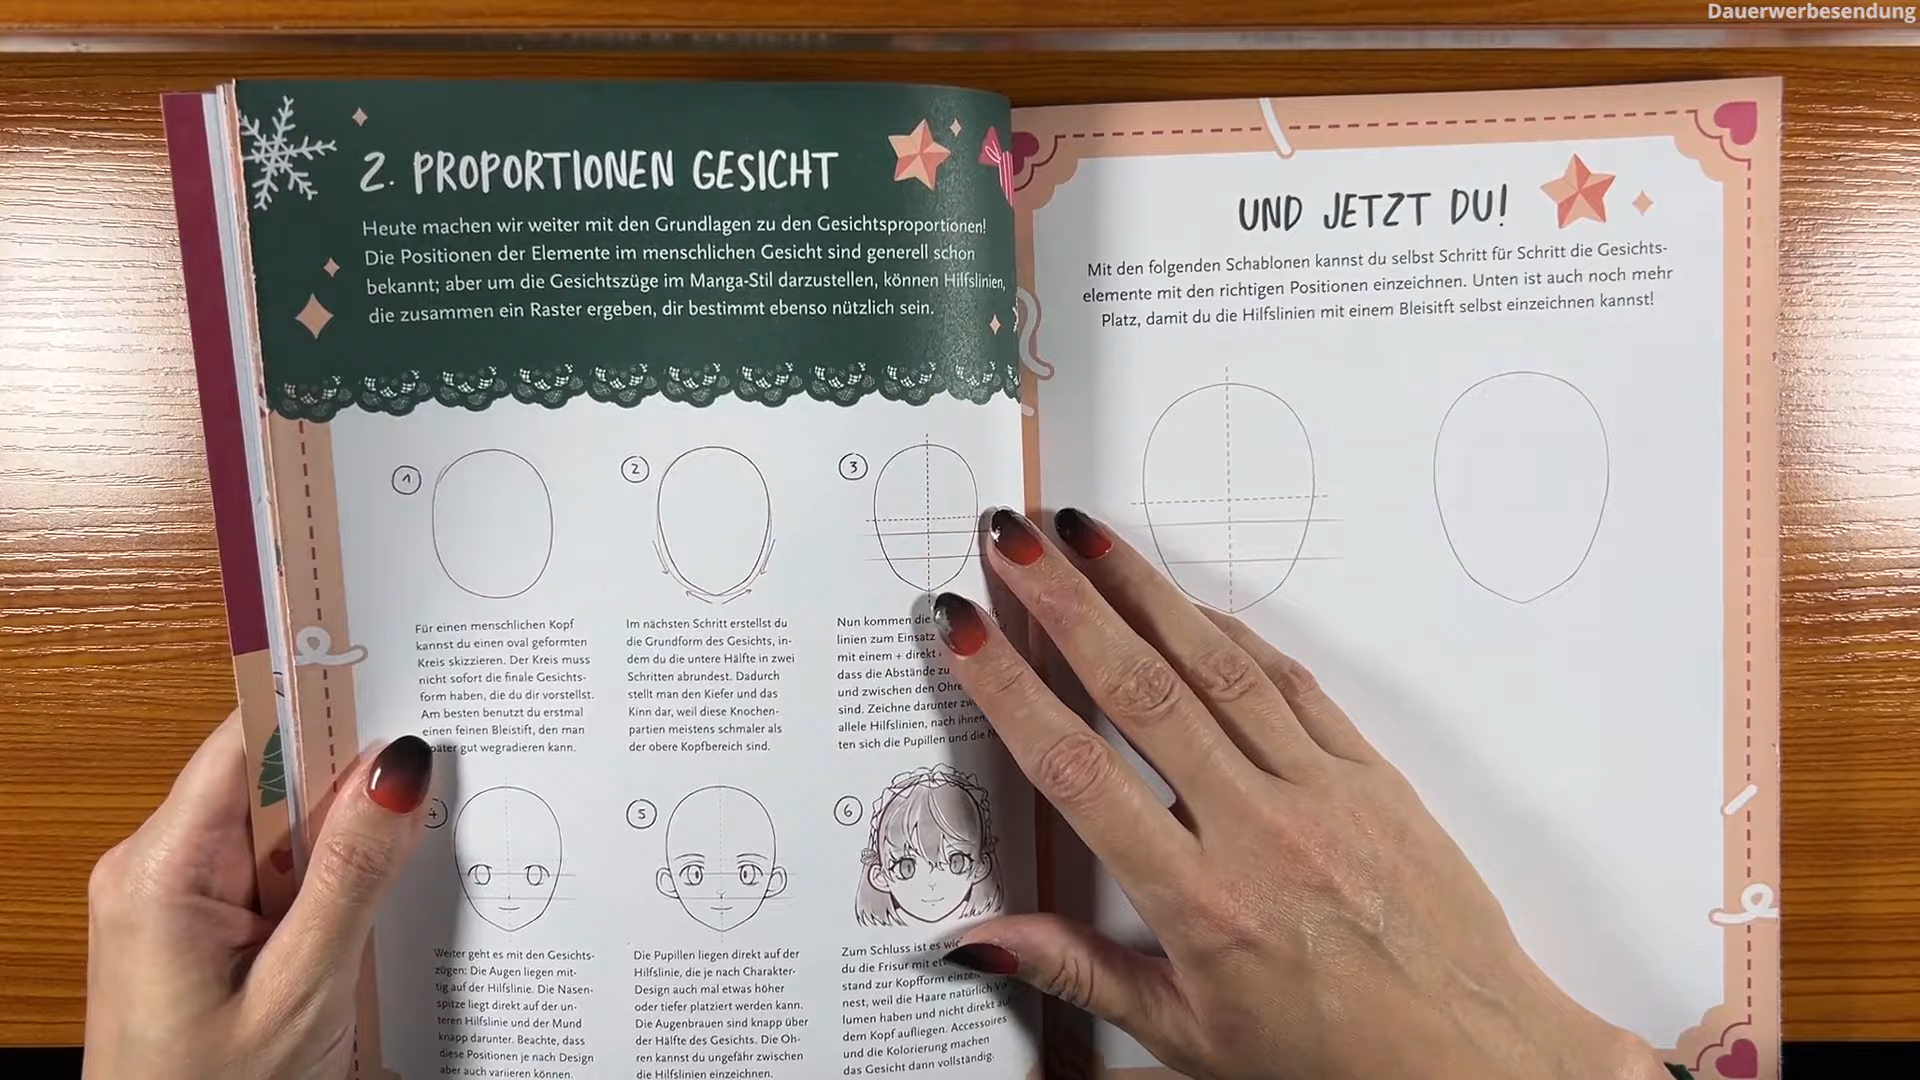 Dauerwerbesendung
2. PROPORTIONEN GESICHT
Heute machen wir weiter mit den Grundlagen zu den Gesichtsproportionen!
Die Positionen der Elemente im menschlichen Gesicht sind generell schon
bekannt; aber um die Gesichtszüge im Manga-Stil darzustellen, können Hilfslinien,
die zusammen ein Raster ergeben, dir bestimmt ebenso nützlich sein.
1
Für einen menschlichen Kopf
kannst du einen oval geformten
Kreis skizzieren. Der Kreis muss
nicht sofort die finale Gesichts-
form haben, die du dir vorstellst.
Am besten benutzt du erstmal
einen feinen Bleistift, den man
später gut wegradieren kann.
2
Im nächsten Schritt erstellst du
die Grundform des Gesichts, in-
dem du die untere Hälfte in zwei
Schritten abrundest. Dadurch
stellt man den Kiefer und das
Kinn dar, weil diese Knochen-
partien meistens schmaler als
der obere Kopfbereich sind.
3
Nun kommen die
linien zum Einsatz
mit einem + direkt
dass die Abstände zu
und zwischen den
sind. Zeichne darunter
allele Hilfslinien, nach
ten sich die Pupillen und die
4
Weiter geht es mit den Gesichts-
zügen: Die Augen liegen mit-
tig auf der Hilfslinie. Die Nasen-
spitze liegt direkt auf der un-
teren Hilfslinie und der Mund
knapp darunter. Beachte, dass
diese Positionen je nach Design
aber auch variieren können.
5
Die Pupillen liegen direkt auf der
Hilfslinie, die je nach Charakter-
Design auch mal etwas höher
oder tiefer platziert werden kann.
Die Augenbrauen sind knapp über
der Hälfte des Gesichts. Die Oh-
ren kannst du ungefähr zwischen
die Hilfslinien einzeichnen.
6
Zum Schluss ist es
du die Frisur mit
stand zur Kopfform
nest, weil die Haare natürlich
lumen haben und nicht direkt
dem Kopf aufliegen. Accessoires
und die Kolorierung machen
das Gesicht dann vollständig.
UND JETZT DU!
Mit den folgenden Schablonen kannst du selbst Schritt für Schritt die Gesichts-
elemente mit den richtigen Positionen einzeichnen. Unten ist auch noch mehr
Platz, damit du die Hilfslinien mit einem Bleisitft selbst einzeichnen kannst!